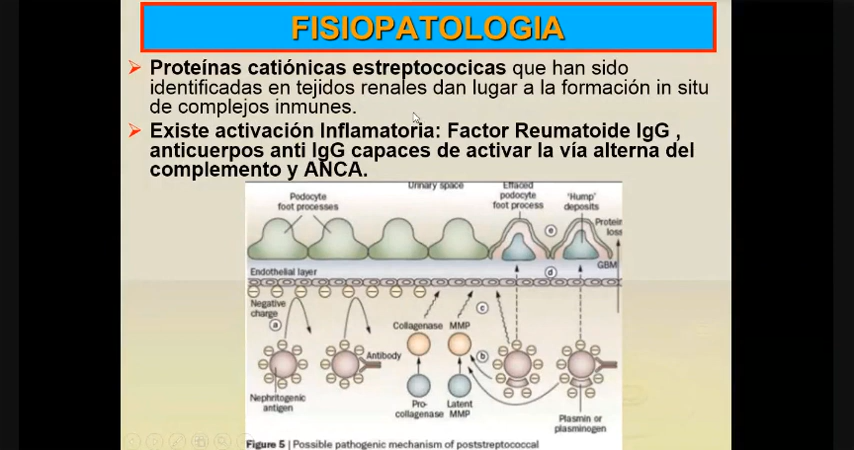 FISIOPATOLOGIA
Proteínas catiónicas estreptococicas que han sido
identificadas en tejidos renales dan lugar a la formación in situ
de complejos inmunes.
Existe activación Inflamatoria: Factor Reumatoide IgG ,
anticuerpos anti IgG capaces de activar la vía alterna del
complemento y ANCA.
Urinary space
Podocyte
foot processes
Effaced
podocyte
foot process
'Hump'
deposits
Protein
loss
e
GBM
Endothelial layer
d
Negative
charge
a
c
Collagenase MMP
Antibody
b
Nephritogenic
antigen
Pro-
collagenase
Latent
MMP
Plasmin or
plasminogen
Figure 5 | Possible pathogenic mechanism of poststreptococcal